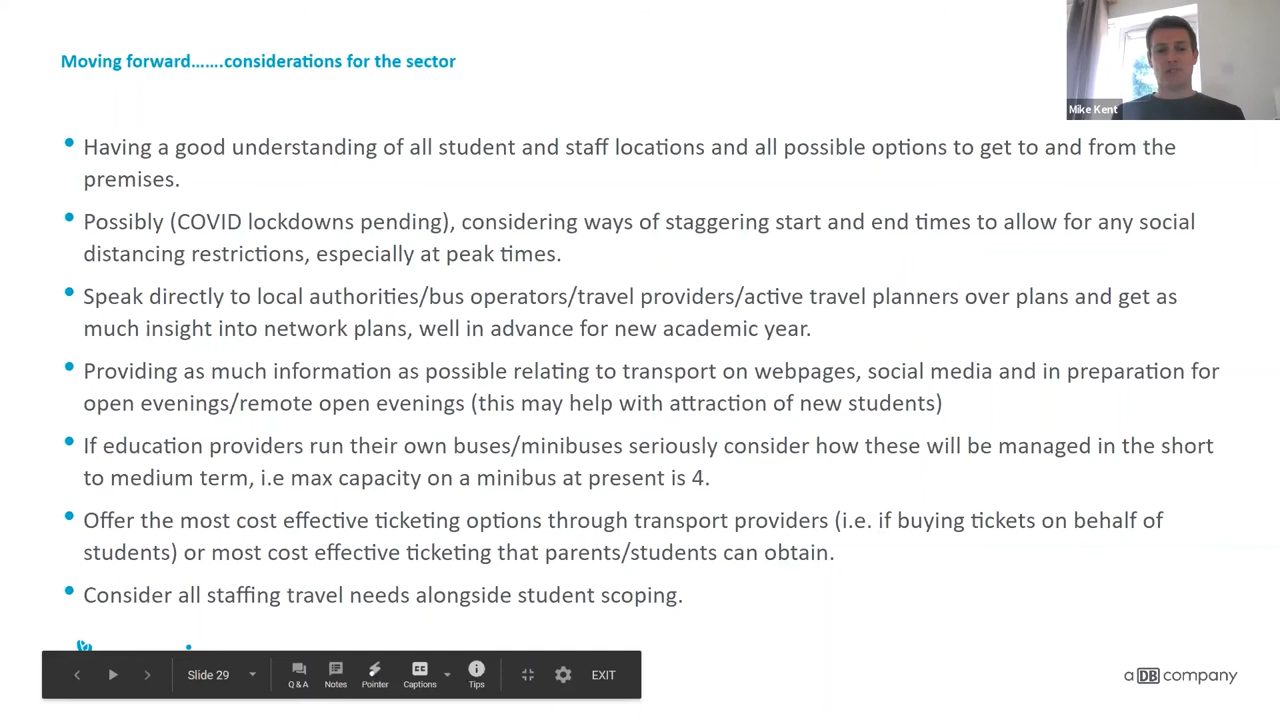 Moving forward…….considerations for the sector
Mike Kent
Having a good understanding of all student and staff locations and all possible options to get to and from the
premises.
Possibly (COVID lockdowns pending), considering ways of staggering start and end times to allow for any social
distancing restrictions, especially at peak times.
Speak directly to local authorities/bus operators/travel providers/active travel planners over plans and get as
much insight into network plans, well in advance for new academic year.
Providing as much information as possible relating to transport on webpages, social media and in preparation for
open evenings/remote open evenings (this may help with attraction of new students)
If education providers run their own buses/minibuses seriously consider how these will be managed in the short
to medium term, i.e max capacity on a minibus at present is 4.
Offer the most cost effective ticketing options through transport providers (i.e. if buying tickets on behalf of
students) or most cost effective ticketing that parents/students can obtain.
Consider all staffing travel needs alongside student scoping.
Slide 29
Q & A
Notes
Pointer
CC
Captions
Tips
EXIT
a DB company